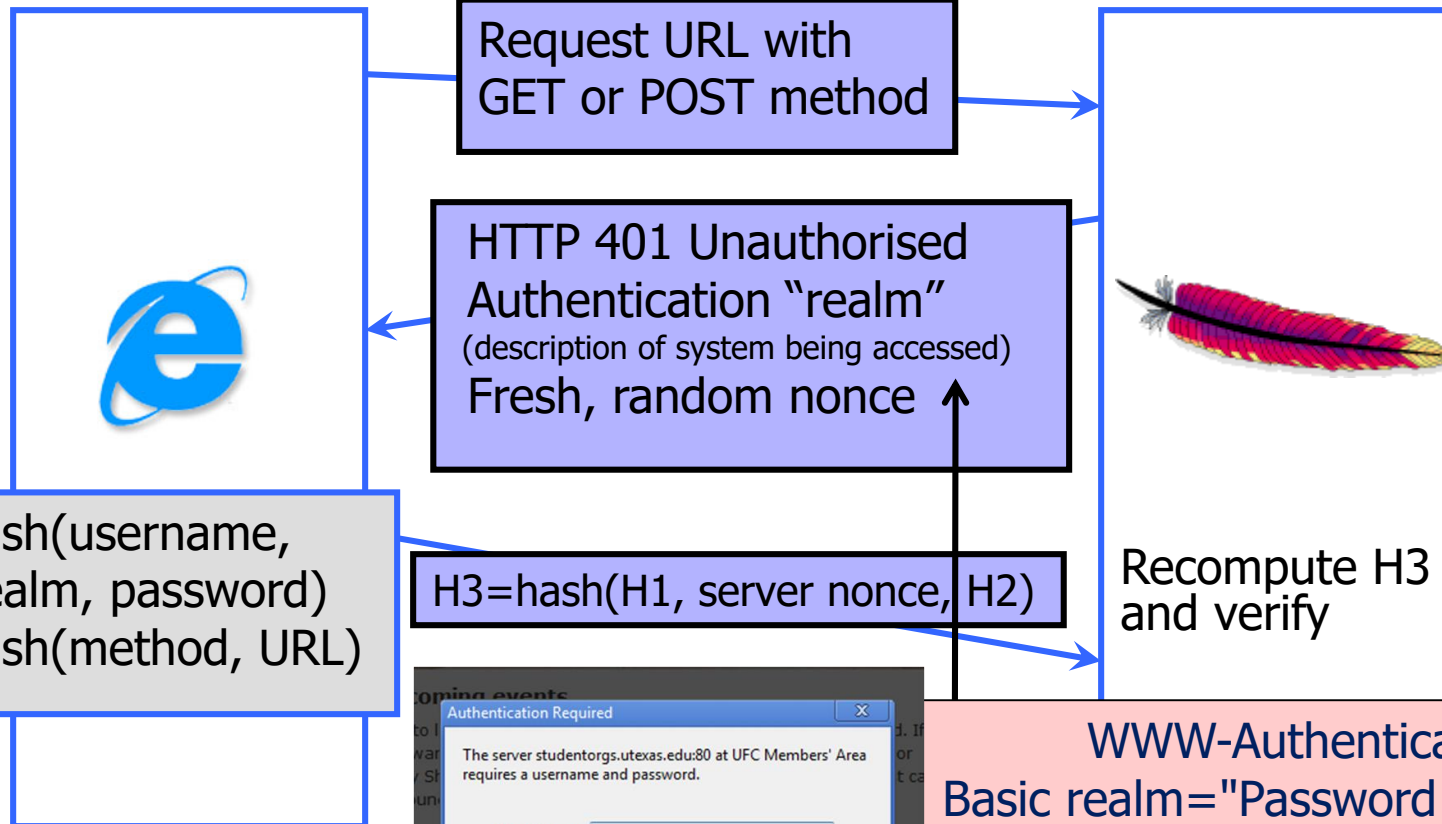 Request URL with
GET or POST method
HTTP 401 Unauthorised
Authentication “realm”
(description of system being accessed)
Fresh, random nonce
sh(username,
ealm, password)
sh(method, URL)
H3=hash(H1, server nonce, H2)
Recompute H3
and verify
coming events
Authentication Required
The server studentorgs.utexas.edu:80 at UFC Members' Area
requires a username and password.
WWW-Authentica
Basic realm="Password